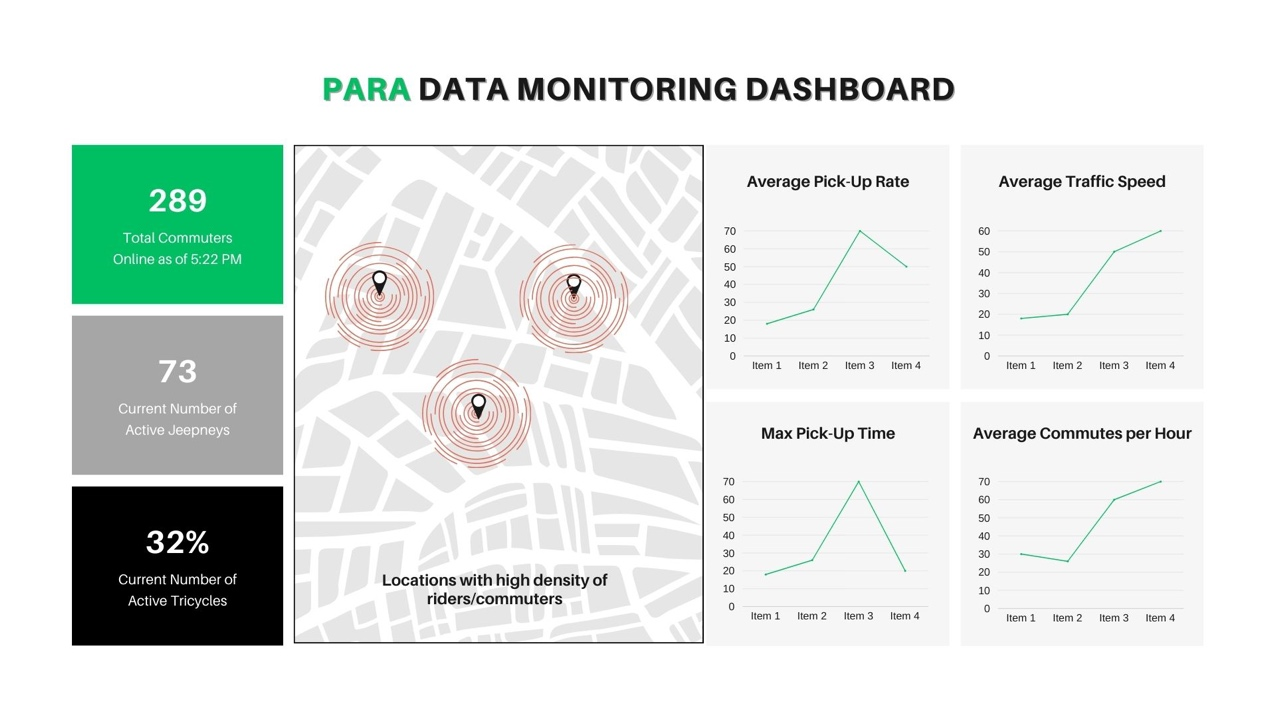 PARA DATA MONITORING DASHBOARD
289
Total Commuters
Online as of 5:22 PM
73
Current Number of
Active Jeepneys
32%
Current Number of
Active Tricycles
Locations with high density of
riders/commuters
Average Pick-Up Rate
70
60
50
40
30
20
10
0
Item 1 Item 2 Item 3 Item 4
Average Traffic Speed
60
50
40
30
20
10
0
Item 1 Item 2 Item 3 Item 4
Max Pick-Up Time
70
60
50
40
30
20
10
0
Item 1 Item 2 Item 3 Item 4
Average Commutes per Hour
70
60
50
40
30
20
10
0
Item 1 Item 2 Item 3 Item 4